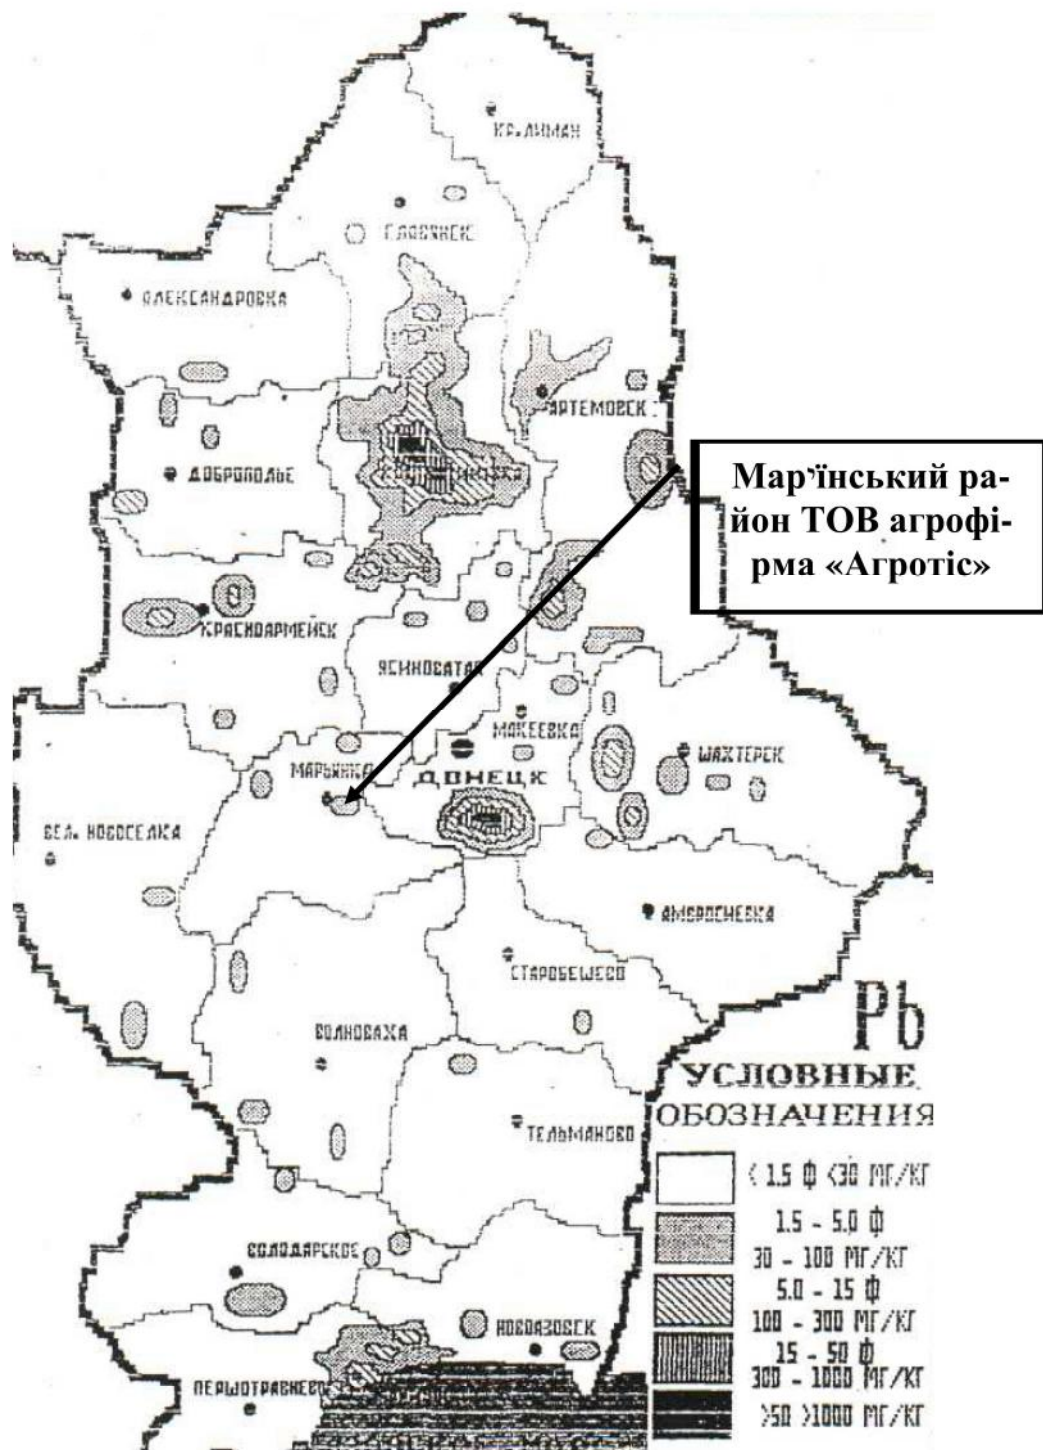 КР.ЛИМАН
СЛАВЯНСК
АЛЕКСАНДРОВКА
АРТЕМОВСК
ДОБРОПОЛЬЕ
Мар’їнський ра-
йон ТОВ агрофі-
рма «Агротіс»
КРАСНОАРМЕЙСК
ЯСИНОВАТАЯ
МАКЕЕВКА
ШАХТЕРСК
МАРЬИНКА
ДОНЕЦК
ВЕЛ. НОВОСЕЛКА
АМВРОСИЕВКА
СТАРОБЕШЕВО
РЬ
ВОЛНОВАХА
УСЛОВНЫЕ
ОБОЗНАЧЕНИЯ
ТЕЛЬМАНОВО
< 1.5 Ф <30 МГ/КГ
1.5 - 5.0 Ф
30 - 100 МГ/КГ
ВОЛОДАРСКОЕ
5.0 - 15 Ф
100 - 300 МГ/КГ
НОВОАЗОВСК
15 - 50 Ф
300 - 1000 МГ/КГ
ПЕРШОТРАВНЕВО
>50 >1000 МГ/КГ